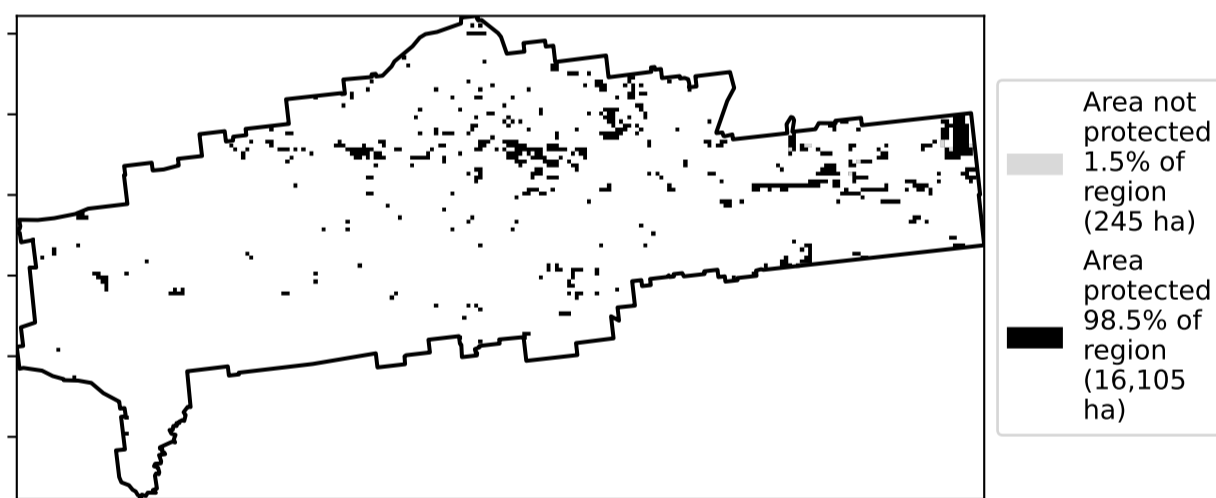 Area not
protected
1.5% of
region
(245 ha)
Area
protected
98.5% of
region
(16,105
ha)